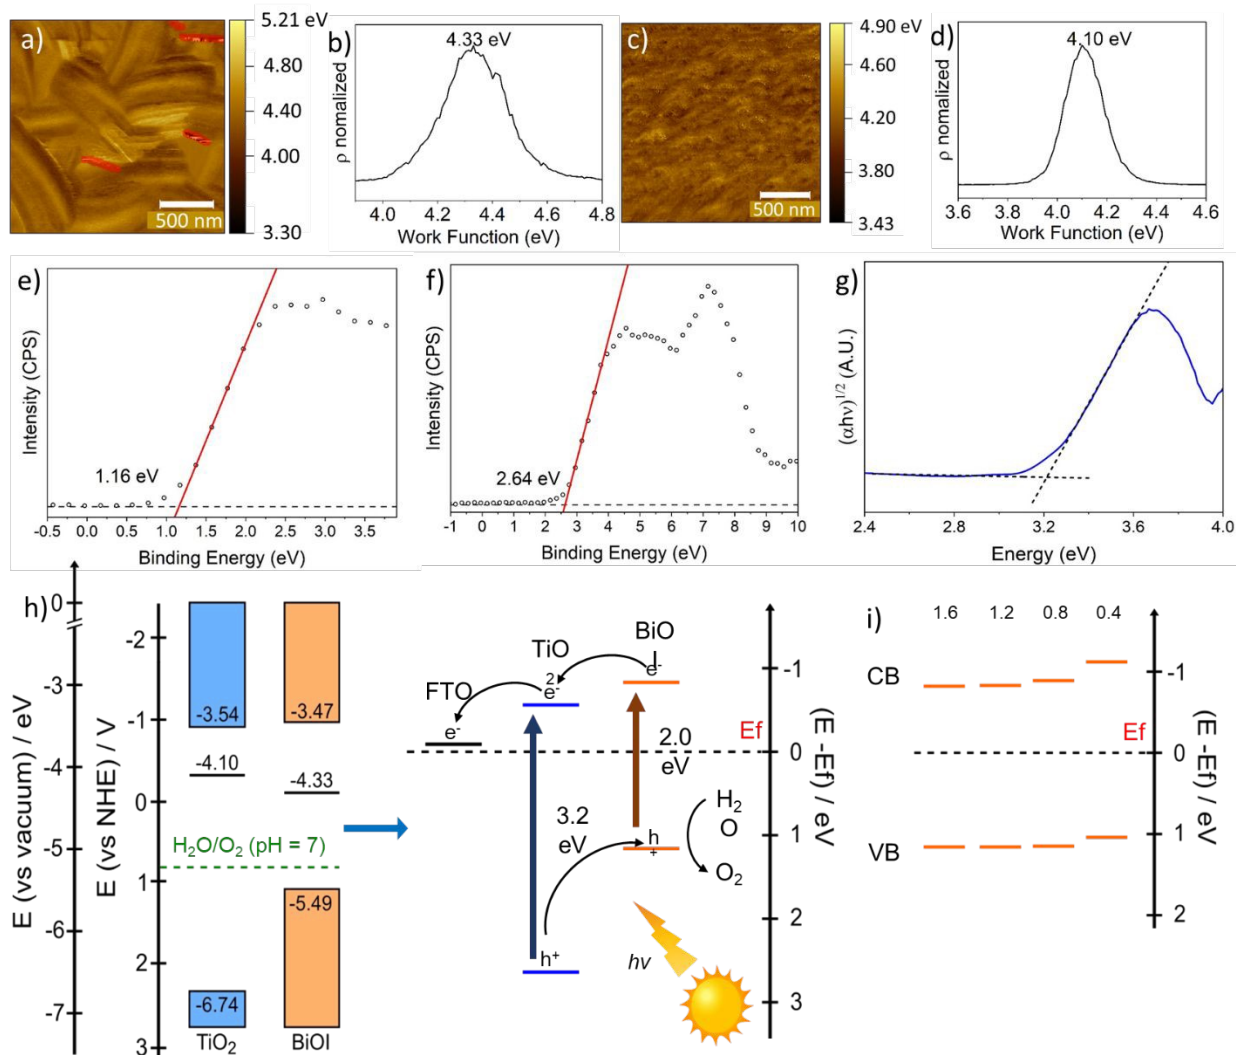 a)
5.21 eV
4.80
4.40
4.00
3.30
500 nm
b)
4.33 eV
ρ nomalized
4.0 4.2 4.4 4.6 4.8
Work Function (eV)
c)
4.90 eV
4.60
4.20
3.80
3.43
500 nm
d)
4.10 eV
ρ nomalized
3.6 3.8 4.0 4.2 4.4 4.6
Work Function (eV)
e)
Intensity (CPS)
1.16 eV
-0.5 0.0 0.5 1.0 1.5 2.0 2.5 3.0 3.5
Binding Energy (eV)
f)
Intensity (CPS)
2.64 eV
-1 0 1 2 3 4 5 6 7 8 9 10
Binding Energy (eV)
g)
(αhν)1/2 (A.U.)
2.4 2.8 3.2 3.6 4.0
Energy (eV)
h)
E (vs vacuum) / eV
0
-3
-4
-5
-6
-7
E (vs NHE) / V
-2
-1
0
1
2
3
-3.54
-3.47
-4.10
-4.33
H2O/O2 (pH = 7)
-5.49
-6.74
TiO2
BiOI
FTO
e-
TiO
2
e-
BiO
I
e-
2.0
eV
3.2
eV
h
+
h+
H2
O
O2
hν
Ef
-1
0
1
2
3
(E -Ef) / eV
i)
1.6 1.2 0.8 0.4
CB
VB
Ef
-1
0
1
2
(E -Ef) / eV